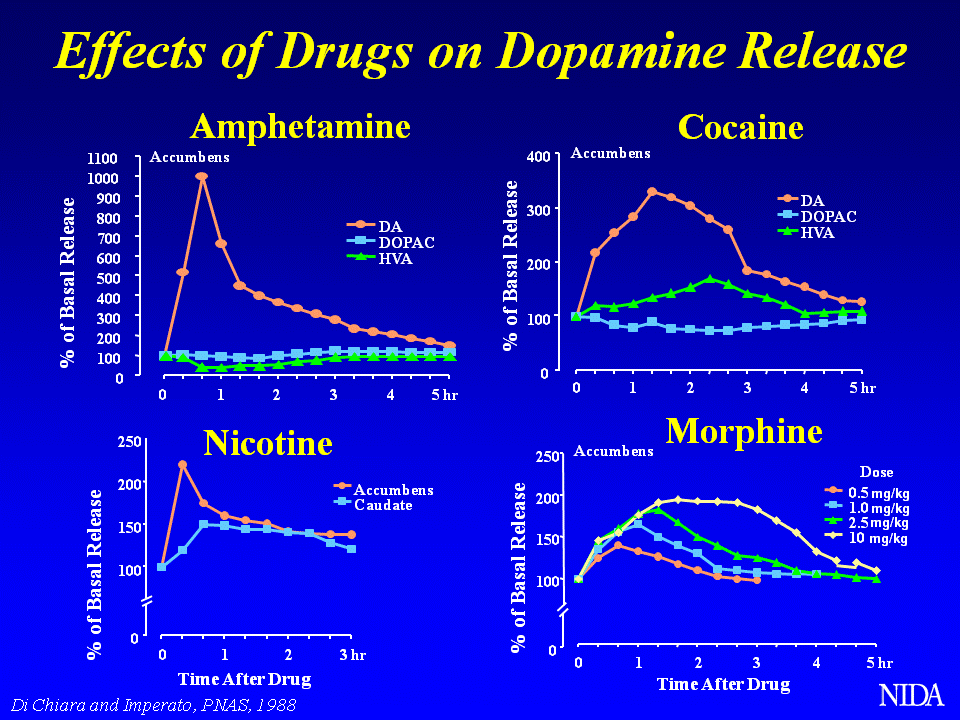 Effects of Drugs on Dopamine Release
Amphetamine
Accumbens
1100
1000
900
800
700
600
500
400
300
200
100
0
% of Basal Release
DA
DOPAC
HVA
0 1 2 3 4 5 hr
Cocaine
Accumbens
400
300
200
100
0
% of Basal Release
DA
DOPAC
HVA
0 1 2 3 4 5 hr
Nicotine
250
200
150
100
0
% of Basal Release
Accumbens
Caudate
0 1 2 3 hr
Time After Drug
Morphine
Accumbens
250
200
150
100
0
% of Basal Release
Dose
0.5 mg/kg
1.0 mg/kg
2.5 mg/kg
10 mg/kg
0 1 2 3 4 5 hr
Time After Drug
Di Chiara and Imperato, PNAS, 1988
NIDA